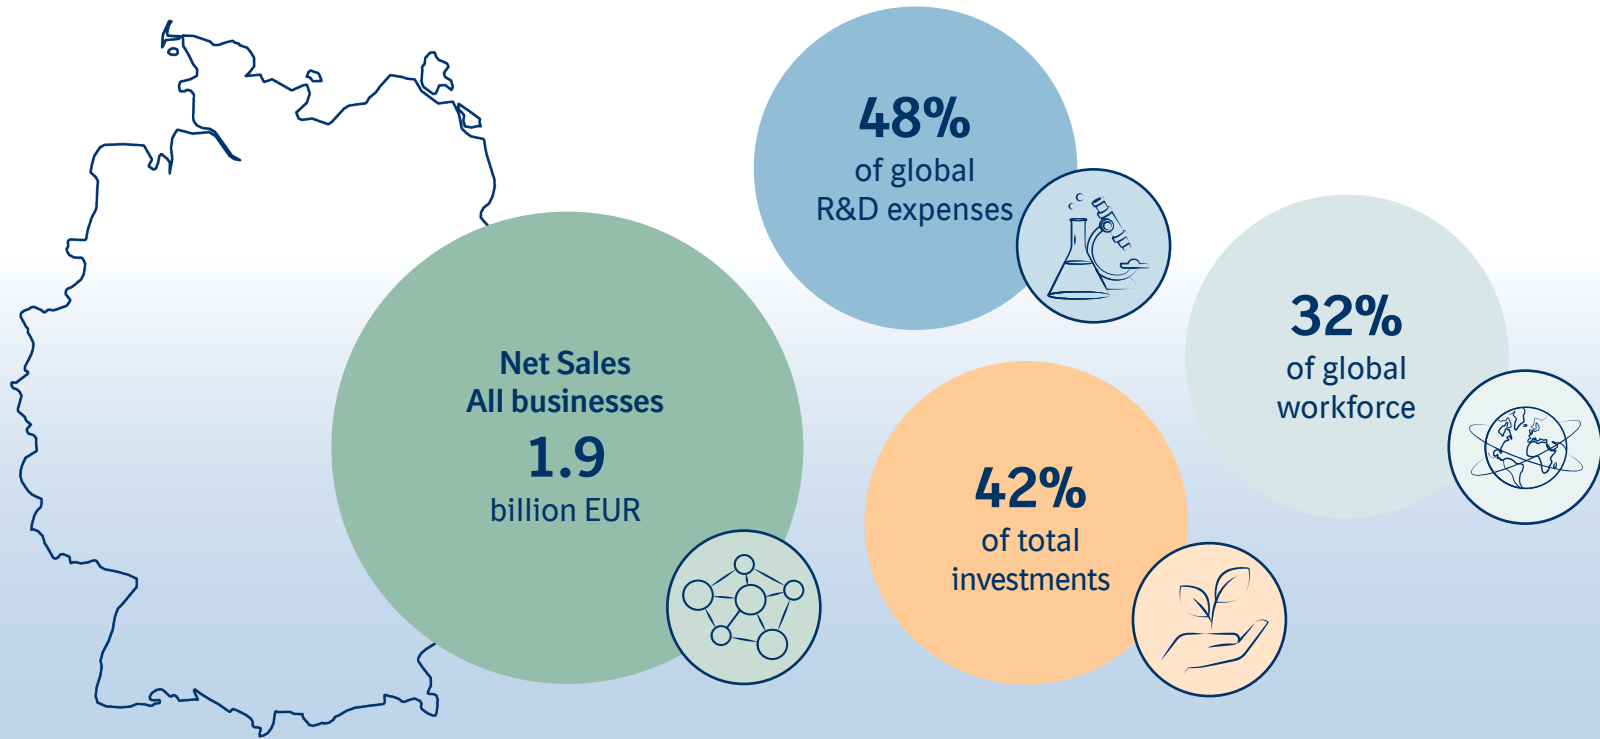 48%
of global
R&D expenses
32%
of global
workforce
Net Sales
All businesses
1.9
billion EUR
42%
of total
investments